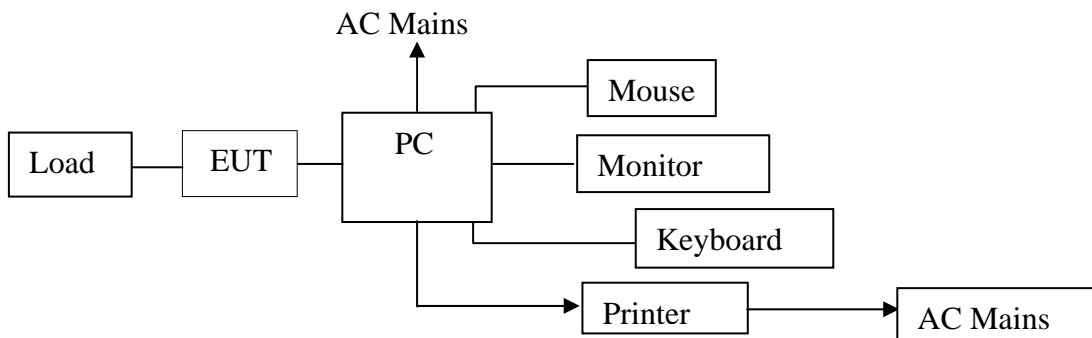 AC Mains
Mouse
PC
Load
EUT
Monitor
Keyboard
Printer
AC Mains